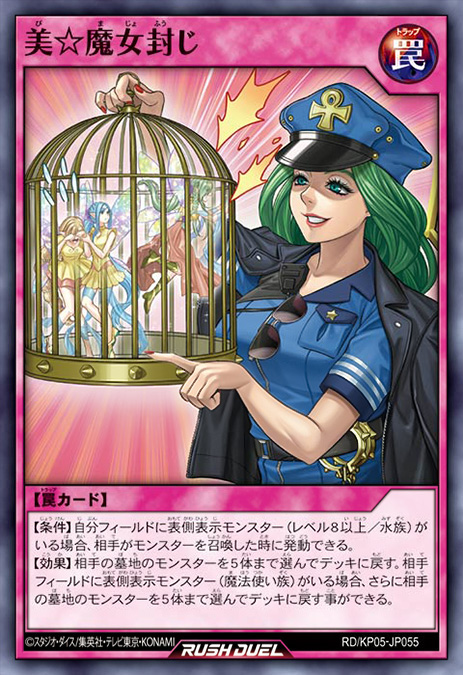 美☆魔女封じ
トラップ
罠
【罠カード】
【条件】自分フィールドに表側表示モンスター(レベル8以上/水族)が
いる場合、相手がモンスターを召喚した時に発動できる。
【効果】相手の墓地のモンスターを5体まで選んでデッキに戻す。相手
フィールドに表側表示モンスター(魔法使い族)がいる場合、さらに相手
の墓地のモンスターを5体まで選んでデッキに戻す事ができる。
©スタジオ・ダイス/集英社・テレビ東京・KONAMI
RUSH DUEL
RD/KP05-JP055